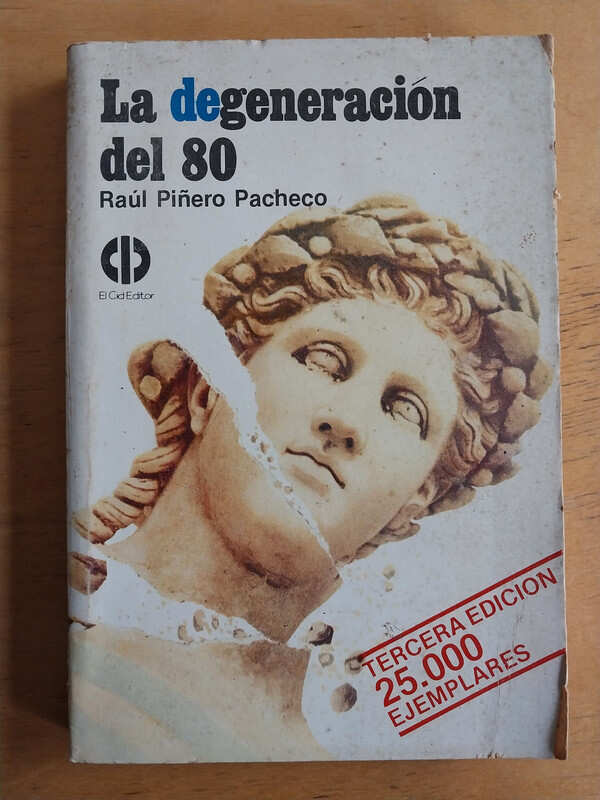 La degeneración
del 80
Raúl Piñero Pacheco
El Cid Editor
TERCERA EDICION
25.000
EJEMPLARES